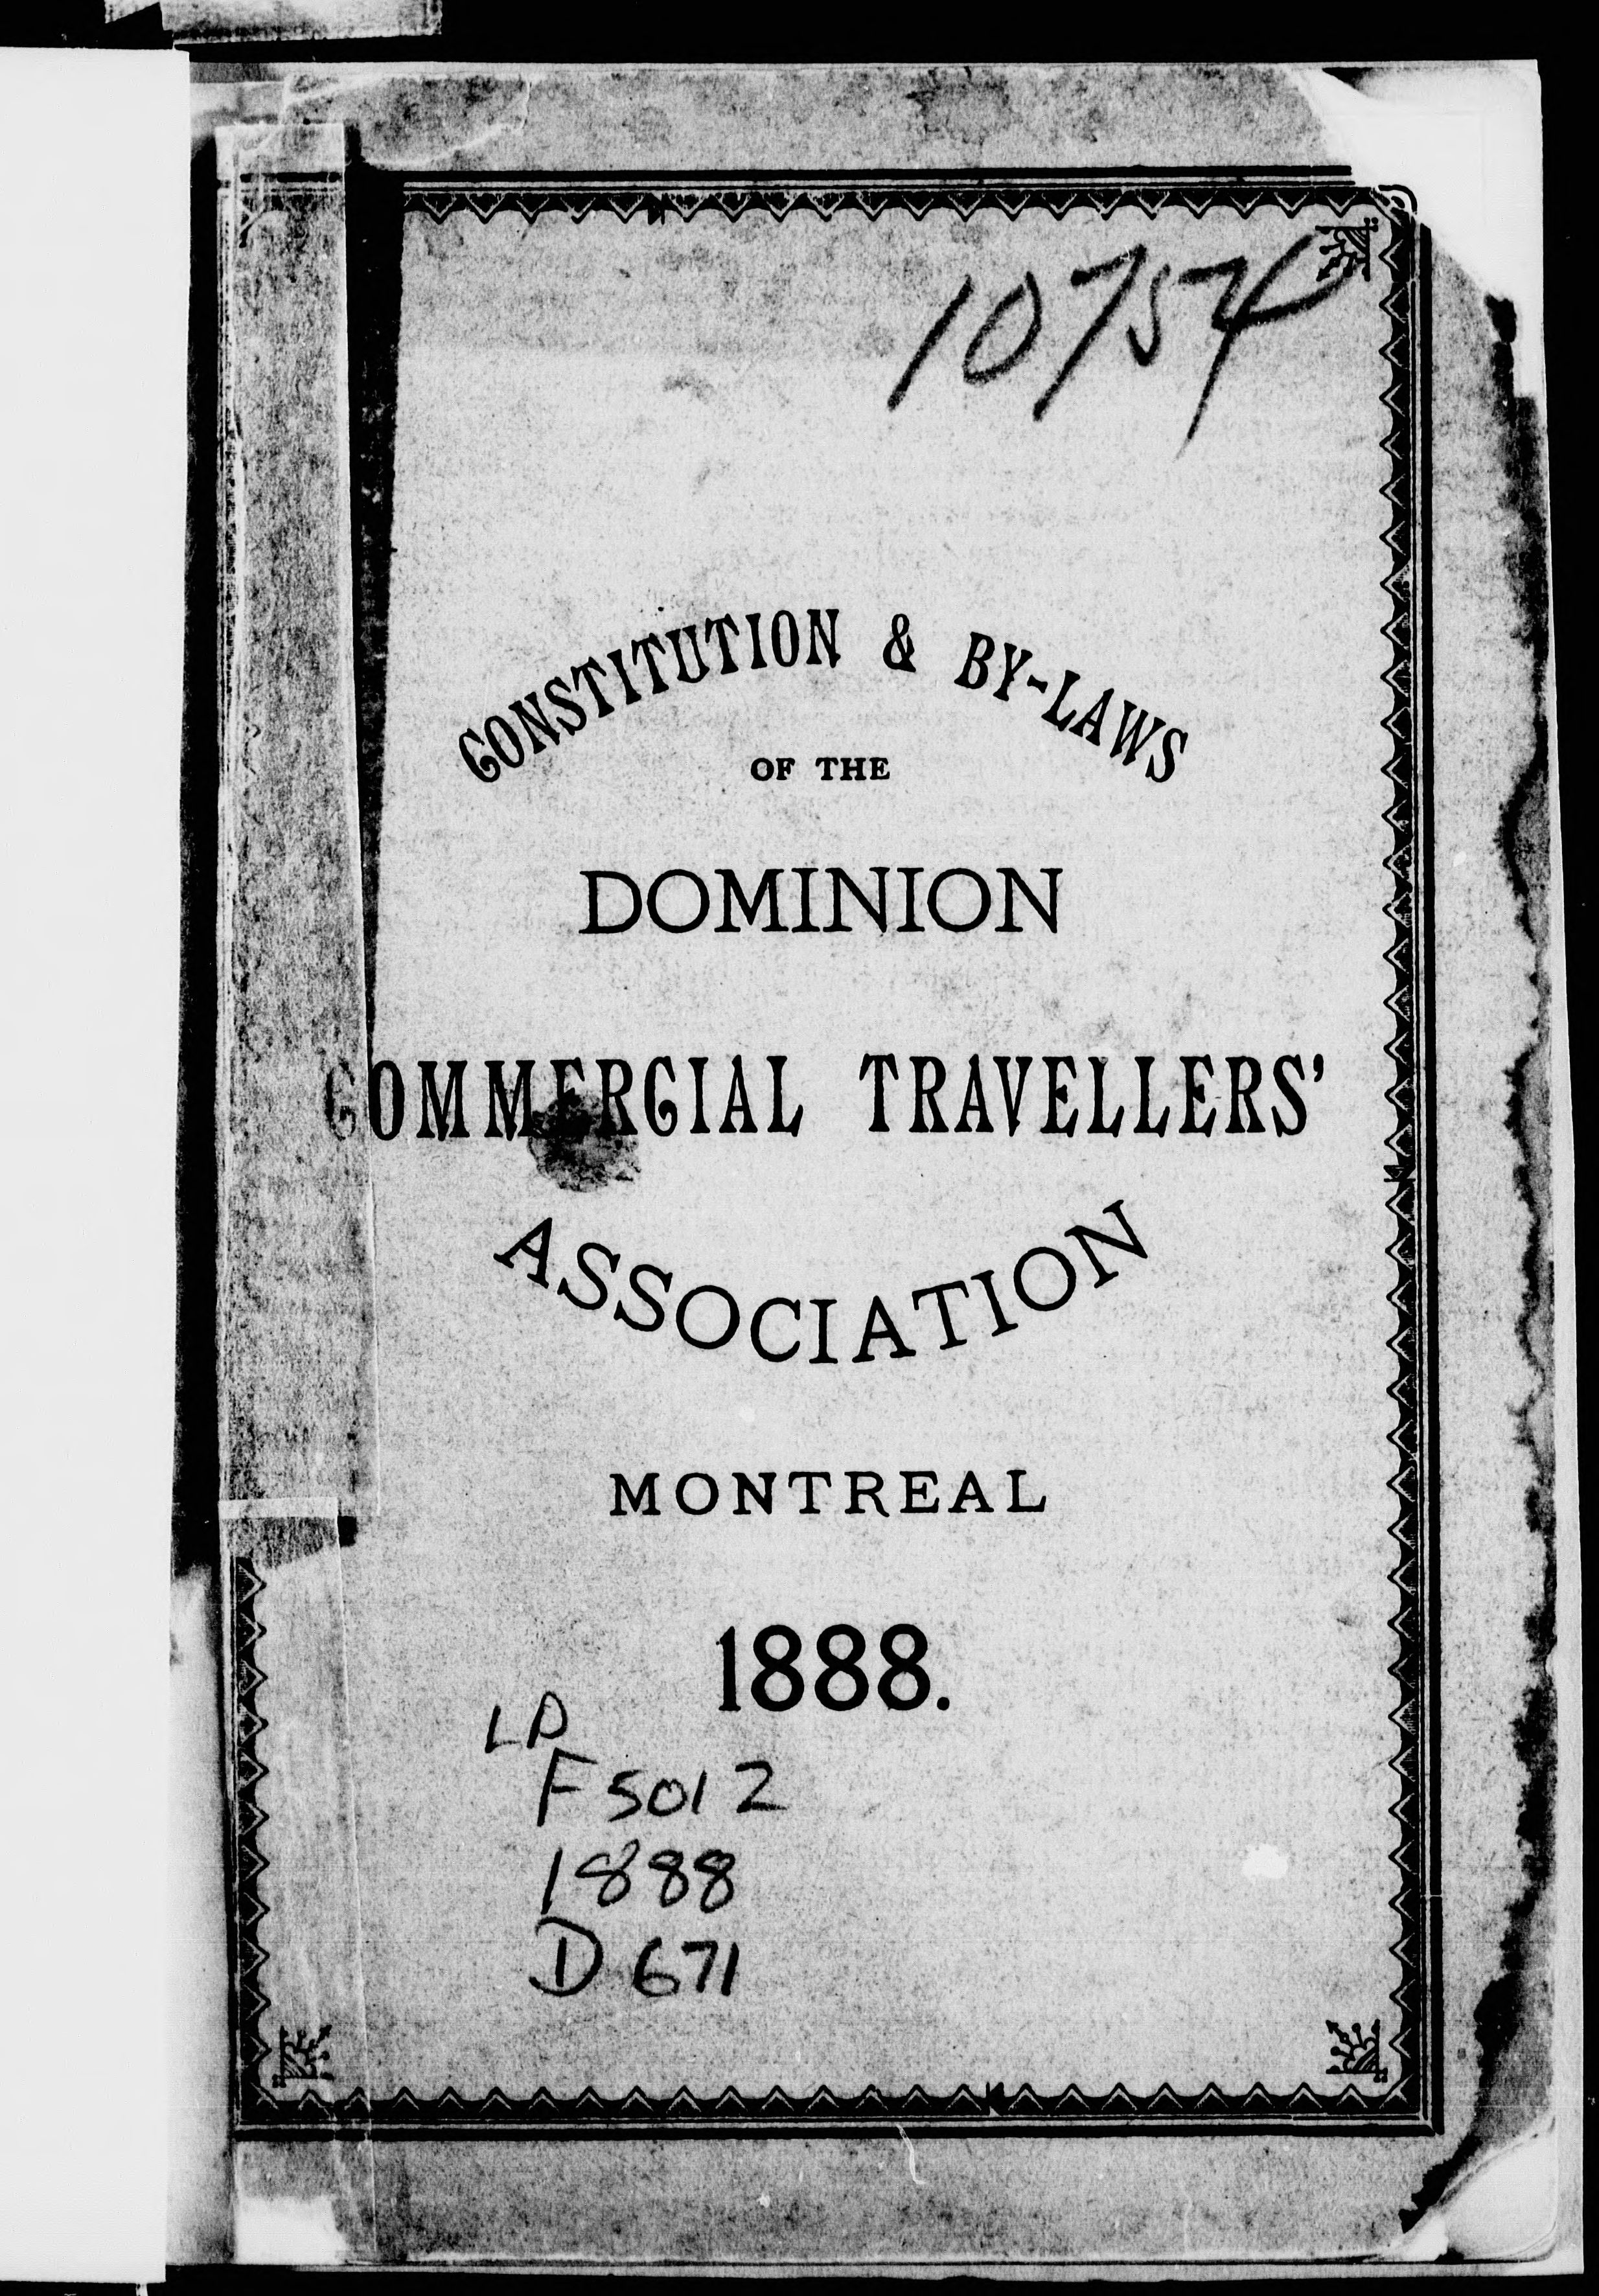 10754
CONSTITUTION & BY-LAWS
OF THE
DOMINION
COMMERCIAL TRAVELLERS'
ASSOCIATION
MONTREAL
1888.
LP
F5012
1888
D671